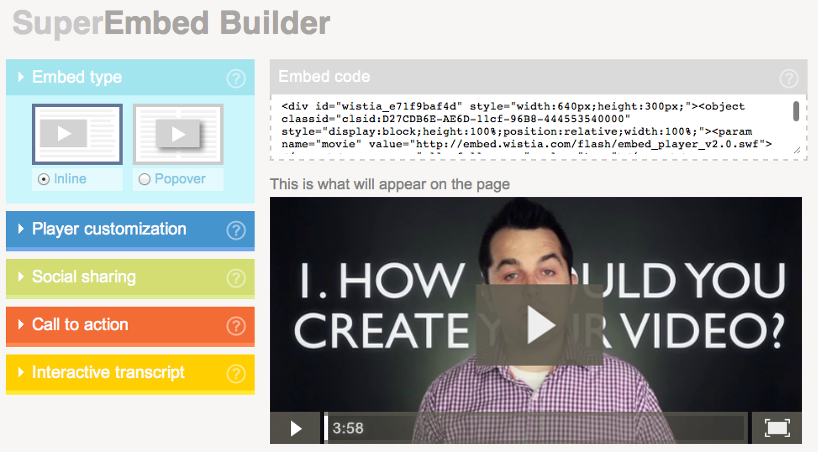 SuperEmbed Builder
Embed type
?
Inline
Popover
Player customization
?
Social sharing
?
Call to action
?
Interactive transcript
?
Embed code
?
<div id="wistia_e71f9baf4d" style="width:640px;height:300px;"><object
classid="clsid:D27CDB6E-AE6D-11cf-96B8-444553540000"
style="display:block;height:100%;position:relative;width:100%;"><param
name="movie" value="http://embed.wistia.com/flash/embed_player_v2.0.swf">
This is what will appear on the page
1. HOW OULD YOU
CREATE Y UR VIDEO?
3:58